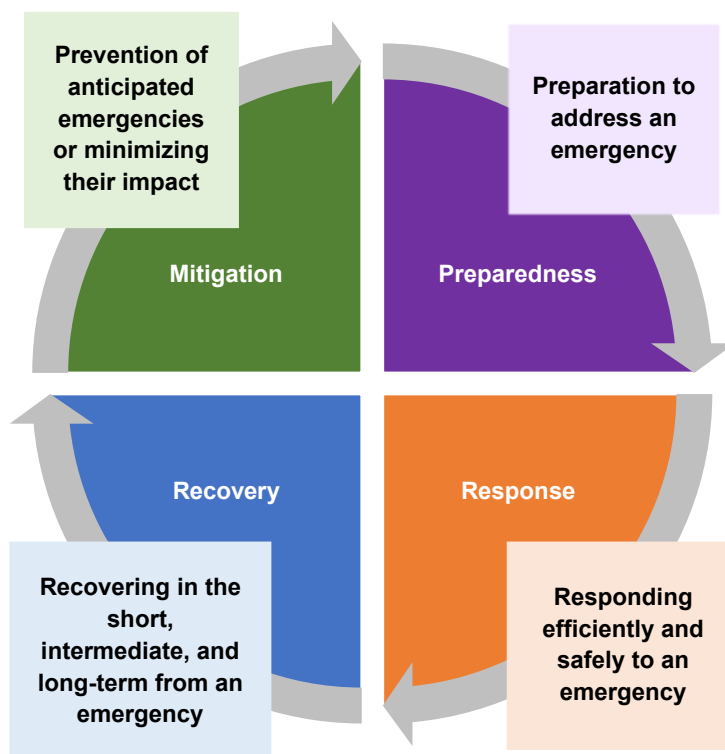 Prevention of
anticipated
emergencies
or minimizing
their impact
Preparation to
address an
emergency
Mitigation
Preparedness
Recovery
Response
Recovering in the
short,
intermediate, and
long-term from an
emergency
Responding
efficiently and
safely to an
emergency